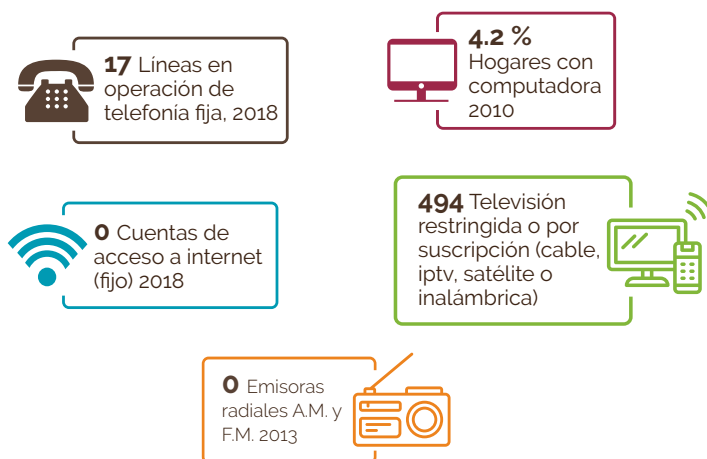 17 Líneas en
operación de
telefonía fija, 2018
4.2 %
Hogares con
computadora
2010
0 Cuentas de
acceso a internet
(fijo) 2018
494 Televisión
restringida o por
suscripción (cable,
iptv, satélite o
inalámbrica)
0 Emisoras
radiales A.M. y
F.M. 2013